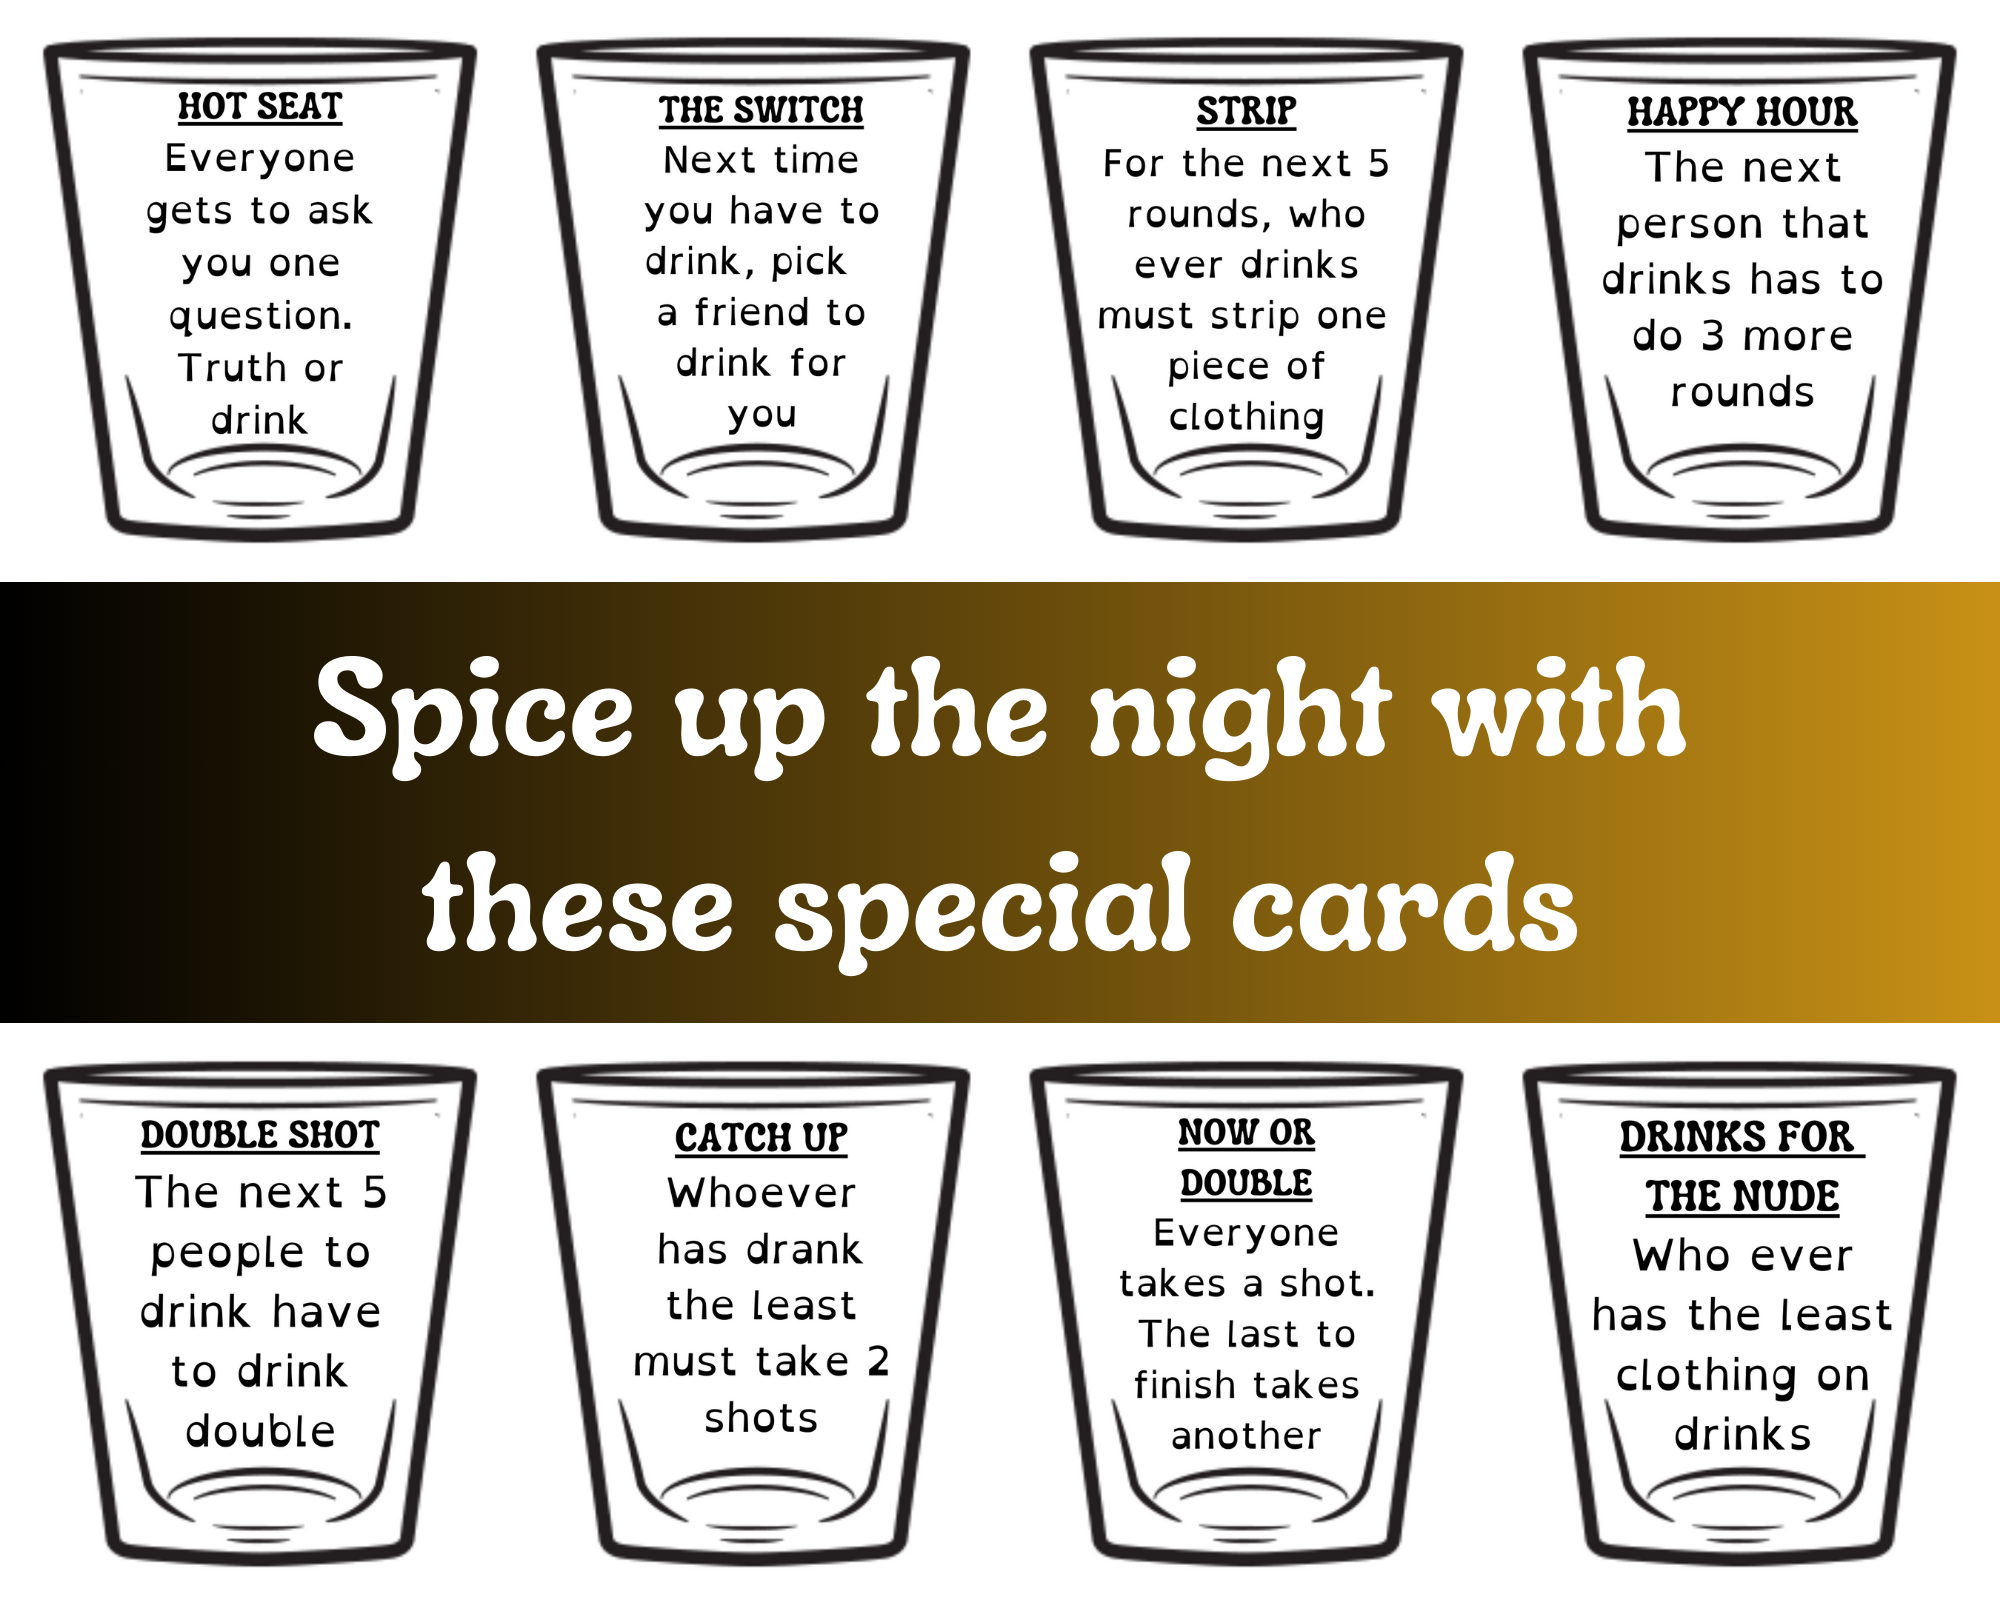 HOT SEAT
Everyone
gets to ask
you one
question.
Truth or
drink
THE SWITCH
Next time
you have to
drink, pick
a friend to
drink for
you
STRIP
For the next 5
rounds, who
ever drinks
must strip one
piece of
clothing
HAPPY HOUR
The next
person that
drinks has to
do 3 more
rounds
Spice up the night with
these special cards
DOUBLE SHOT
The next 5
people to
drink have
to drink
double
CATCH UP
Whoever
has drank
the least
must take 2
shots
NOW OR
DOUBLE
Everyone
takes a shot.
The last to
finish takes
another
DRINKS FOR
THE NUDE
Who ever
has the least
clothing on
drinks